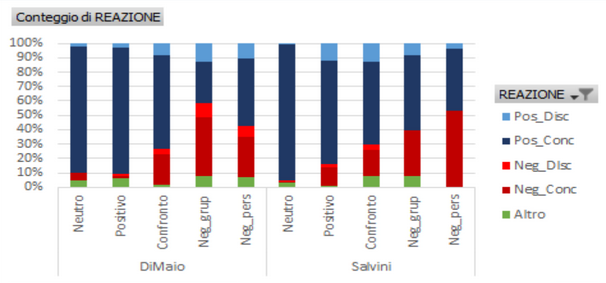 Conteggio di REAZIONE
100%
90%
80%
70%
60%
50%
40%
30%
20%
10%
0%
Neutro
Positivo
Confronto
Neg_grup
Neg_pers
Neutro
Positivo
Confronto
Neg_grup
Neg_pers
DiMaio
Salvini
REAZIONE
Pos_Disc
Pos_Conc
Neg_DIsc
Neg_Conc
Altro